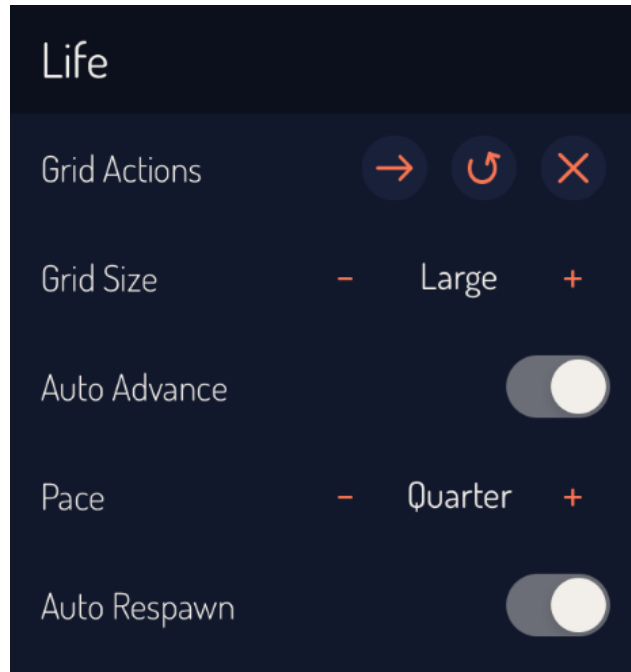 Life
Grid Actions
Grid Size - Large +
Auto Advance
Pace - Quarter +
Auto Respawn